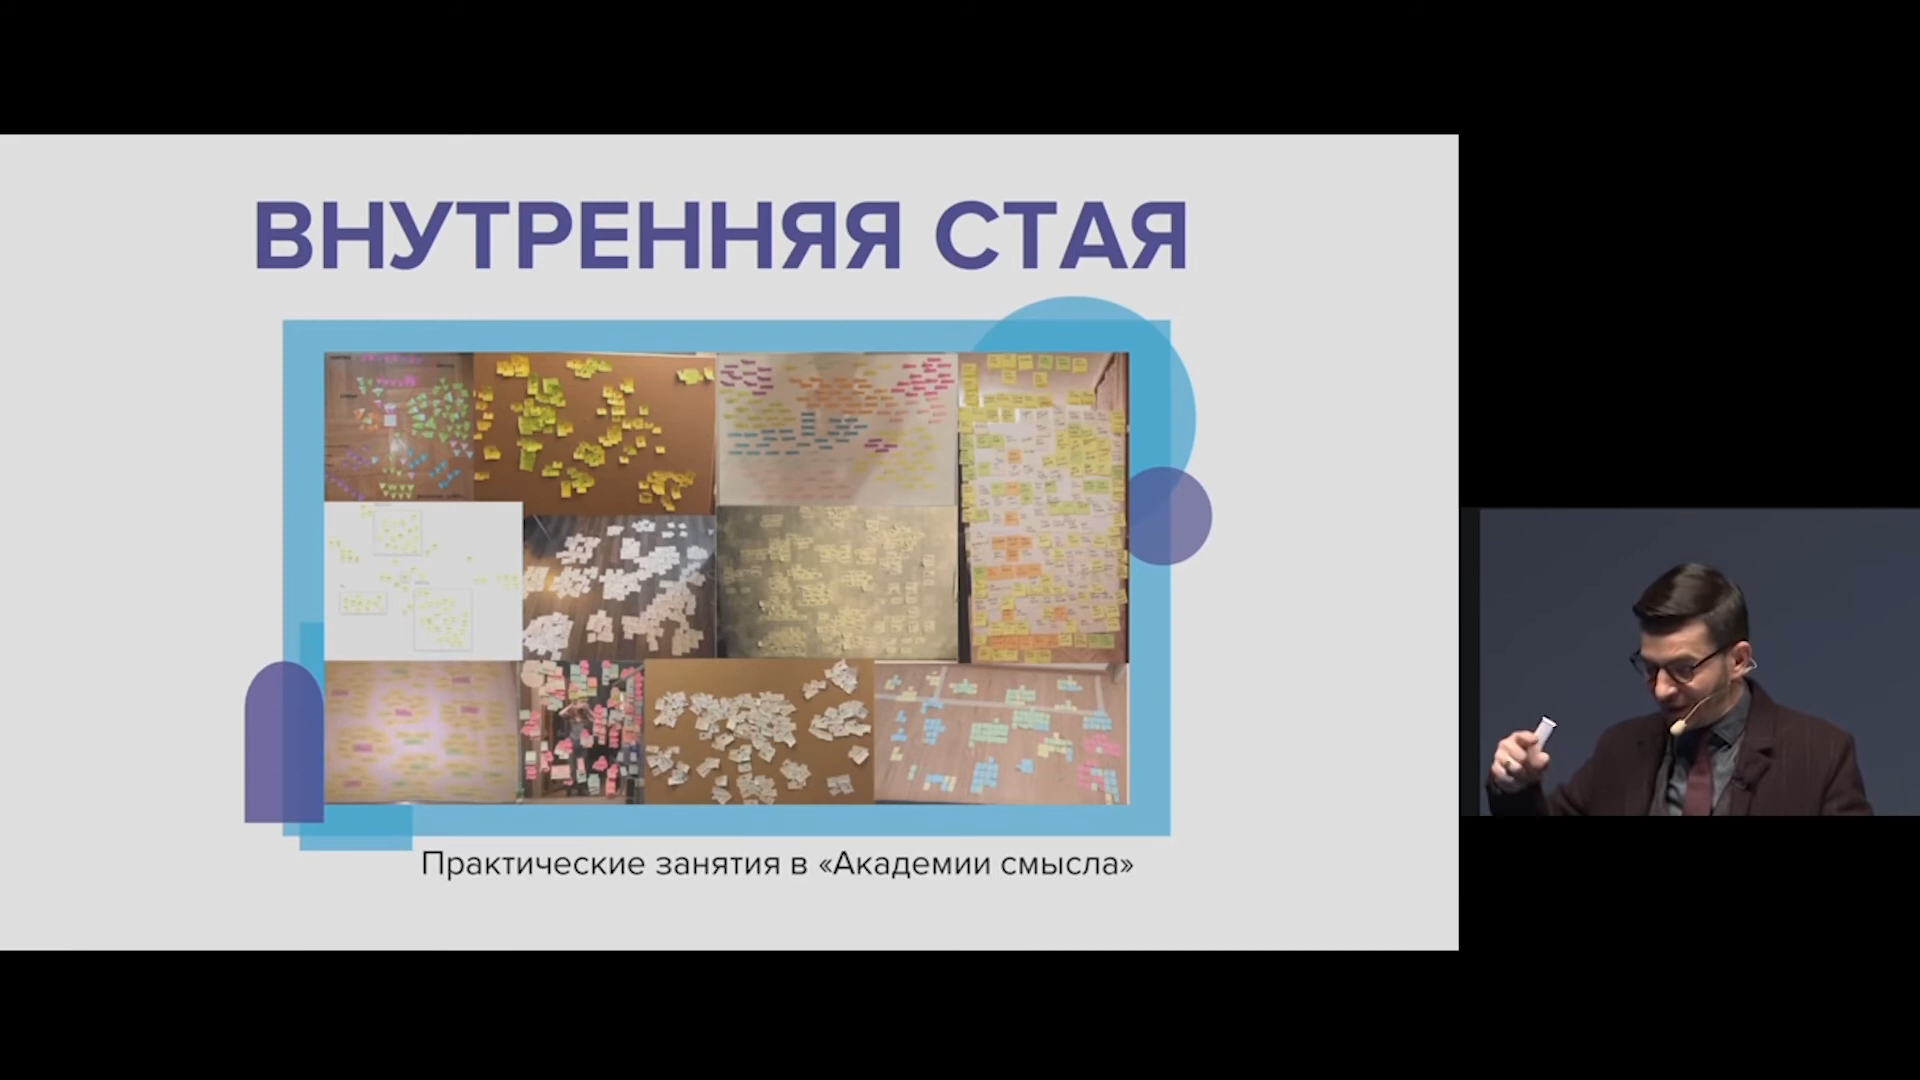 ВНУТРЕННЯЯ СТАЯ
Практические занятия в «Академии смысла»